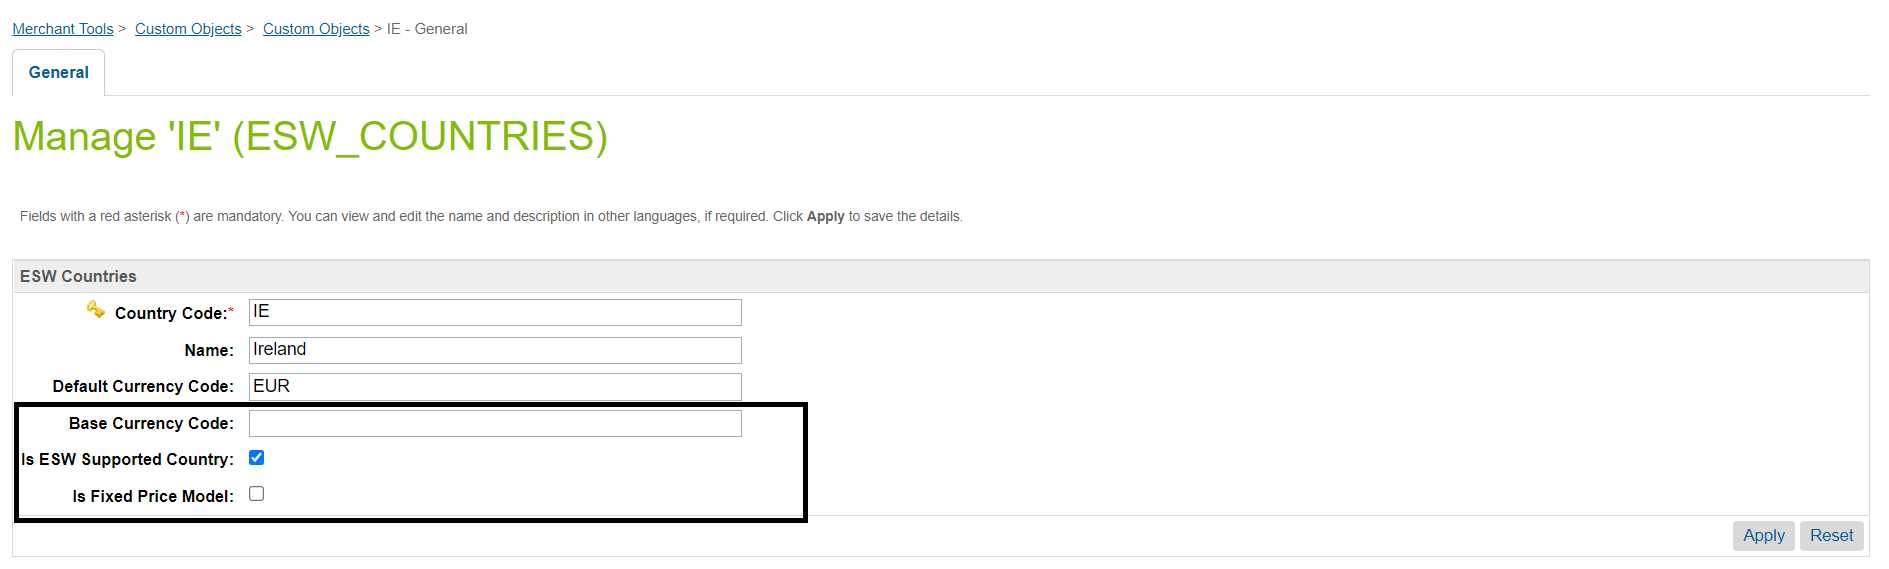 Merchant Tools > Custom Objects > Custom Objects > IE - General
General
Manage 'IE' (ESW_COUNTRIES)
Fields with a red asterisk (*) are mandatory. You can view and edit the name and description in other languages, if required. Click Apply to save the details.
ESW Countries
Country Code:* IE
Name: Ireland
Default Currency Code: EUR
Base Currency Code:
Is ESW Supported Country:
Is Fixed Price Model:
Apply Reset